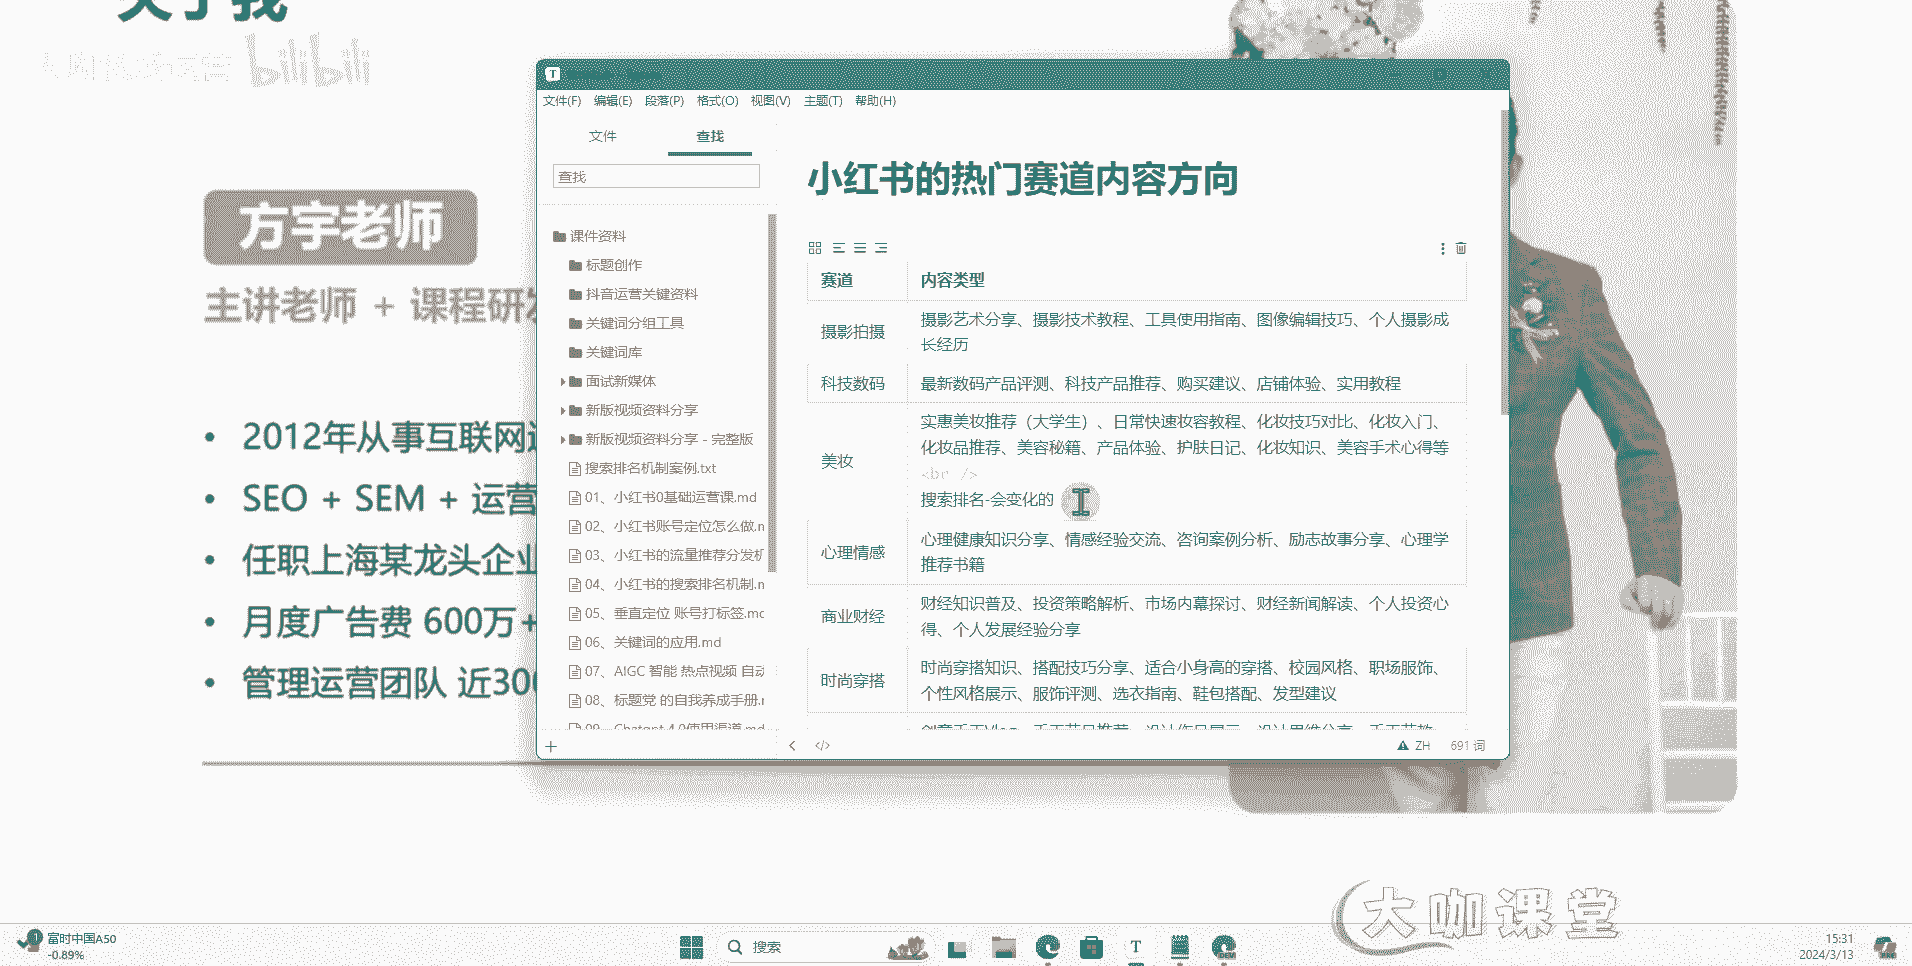 关于我
bilibili
方宇老师
主讲老师 + 课程研发
• 2012年从事互联网运
• SEO + SEM + 运营
• 任职上海某龙头企业
• 月度广告费 600万+
• 管理运营团队 近300
文件(F) 编辑(E) 段落(P) 格式(O) 视图(V) 主题(T) 帮助(H)
文件 查找
查找
课件资料
标题创作
抖音运营关键资料
关键词分组工具
关键词库
面试新媒体
新版视频资料分享
新版视频资料分享 - 完整版
搜索排名机制案例.txt
01、小红书0基础运营课.md
02、小红书账号定位怎么做.m
03、小红书的流量推荐分发机
04、小红书的搜索排名机制.m
05、垂直定位 账号打标签.mc
06、关键词的应用.md
07、AIGC 智能 热点视频 自动
08、标题党 的自我养成手册.r
09、Chatgpt 4.0使用渠道.md
小红书的热门赛道内容方向
赛道 内容类型
摄影拍摄 摄影艺术分享、摄影技术教程、工具使用指南、图像编辑技巧、个人摄影成
长经历
科技数码 最新数码产品评测、科技产品推荐、购买建议、店铺体验、实用教程
美妆 实惠美妆推荐（大学生）、日常快速妆容教程、化妆技巧对比、化妆入门、
化妆品推荐、美容秘籍、产品体验、护肤日记、化妆知识、美容手术心得等
<br />
搜索排名-会变化的
心理情感 心理健康知识分享、情感经验交流、咨询案例分析、励志故事分享、心理学
推荐书籍
商业财经 财经知识普及、投资策略解析、市场内幕探讨、财经新闻解读、个人投资心
得、个人发展经验分享
时尚穿搭 时尚穿搭知识、搭配技巧分享、适合小身高的穿搭、校园风格、职场服饰、
个性风格展示、服饰评测、选衣指南、鞋包搭配、发型建议
ZH 691 词
大咖课堂
富时中国A50
-0.89%
搜索
15:31
2024/3/13